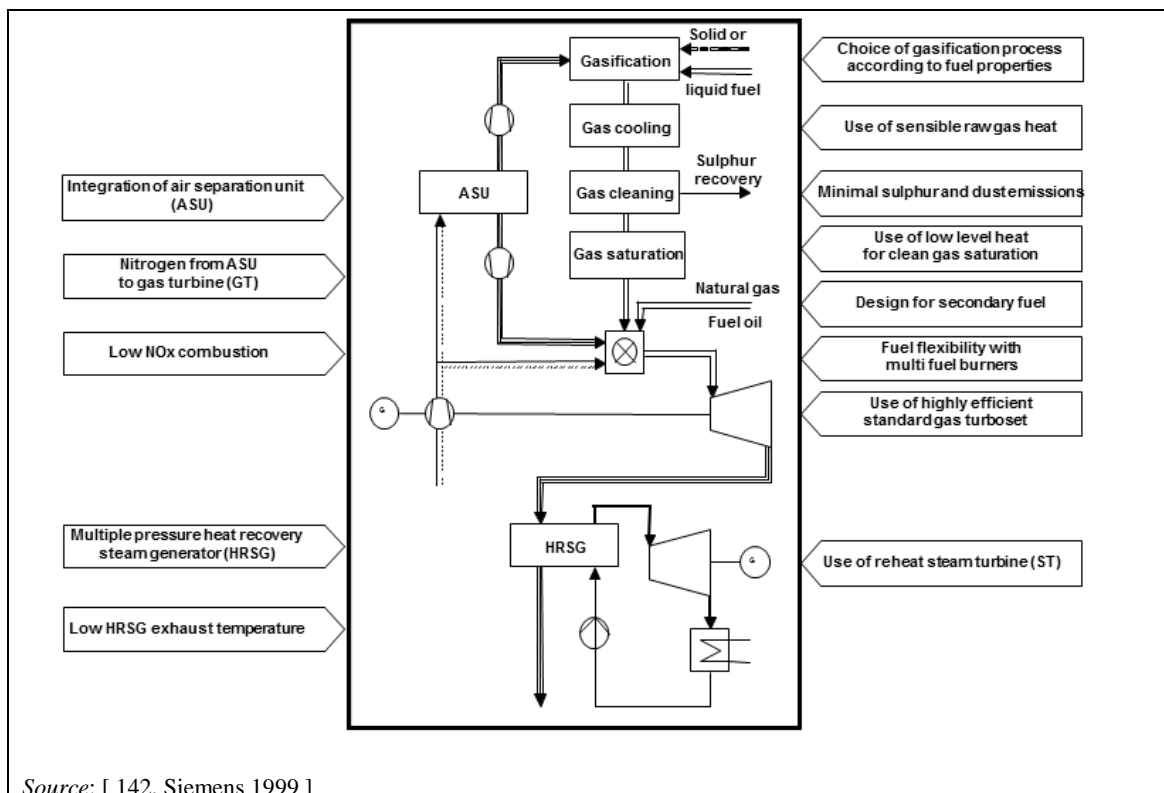 Integration of air separation unit
(ASU)
Nitrogen from ASU
to gas turbine (GT)
Low NOx combustion
Multiple pressure heat recovery
steam generator (HRSG)
Low HRSG exhaust temperature
Solid or
Gasification
liquid fuel
Gas cooling
Sulphur
recovery
ASU
Gas cleaning
Gas saturation
Natural gas
Fuel oil
G
HRSG
G
Choice of gasification process
according to fuel properties
Use of sensible raw gas heat
Minimal sulphur and dust emissions
Use of low level heat
for clean gas saturation
Design for secondary fuel
Fuel flexibility with
multi fuel burners
Use of highly efficient
standard gas turboset
Use of reheat steam turbine (ST)
Source: [ 142, Siemens 1999 ]